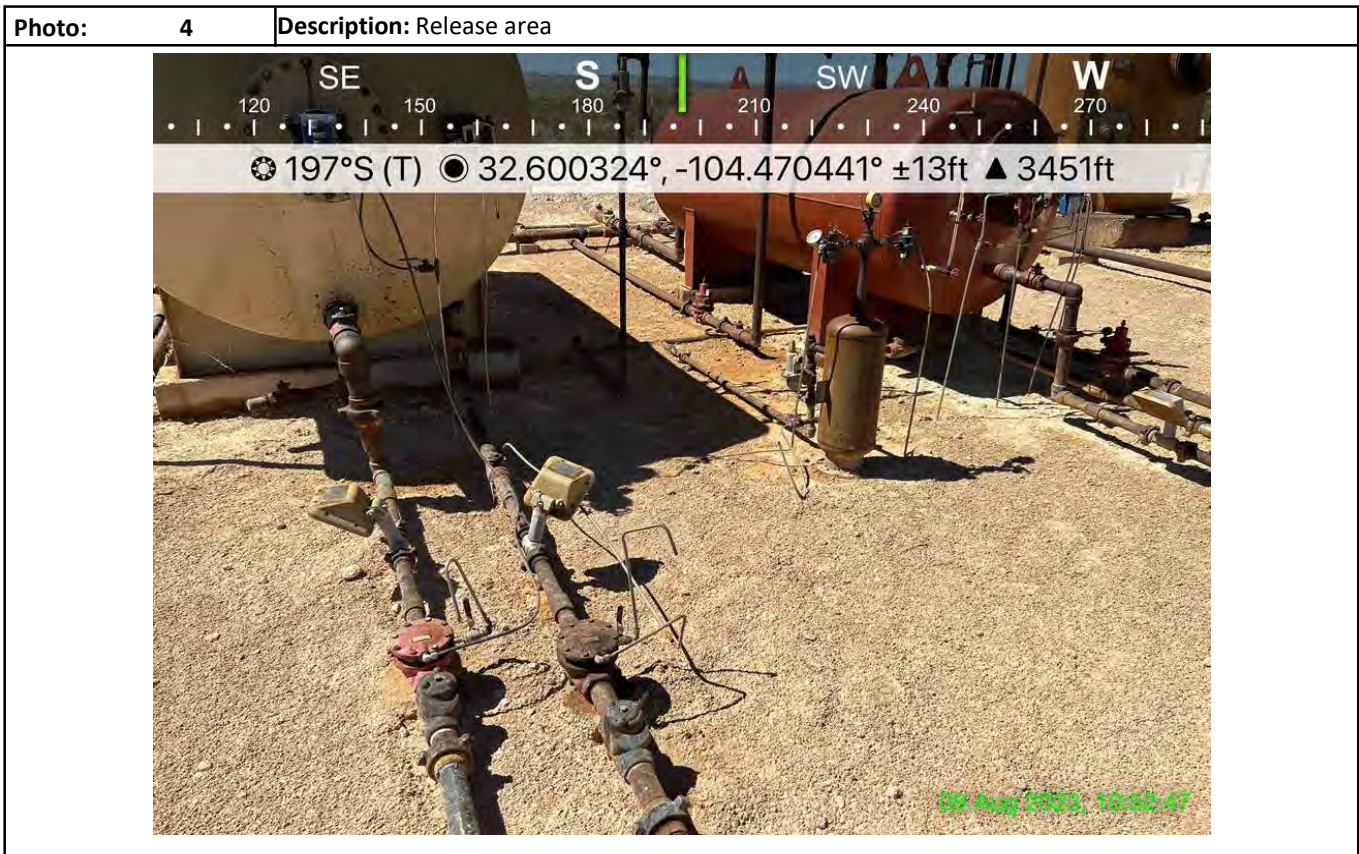 Photo: 4 Description: Release area
SE S SW W
120 150 180 210 240 270
197°S (T) 32.600324°, -104.470441° ±13ft ▲ 3451ft
09 Aug 2023, 10:52:47